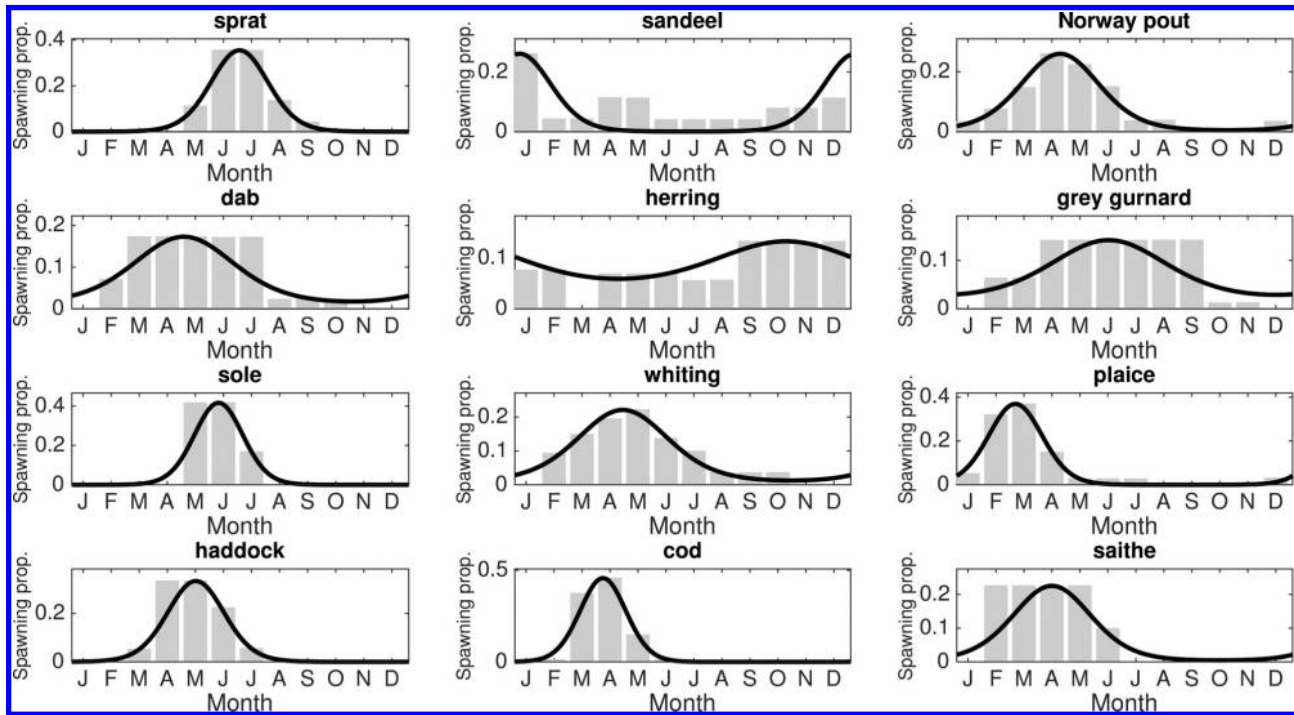 sprat
Spawning prop.
0.4
0.2
0
J F M A M J J A S O N D
Month
sandeel
Spawning prop.
0.2
0
J F M A M J J A S O N D
Month
Norway pout
Spawning prop.
0.2
0
J F M A M J J A S O N D
Month
dab
Spawning prop.
0.2
0.1
0
J F M A M J J A S O N D
Month
herring
Spawning prop.
0.1
0
J F M A M J J A S O N D
Month
grey gurnard
Spawning prop.
0.1
0
J F M A M J J A S O N D
Month
sole
Spawning prop.
0.4
0.2
0
J F M A M J J A S O N D
Month
whiting
Spawning prop.
0.2
0.1
0
J F M A M J J A S O N D
Month
plaice
Spawning prop.
0.4
0.2
0
J F M A M J J A S O N D
Month
haddock
Spawning prop.
0.2
0
J F M A M J J A S O N D
Month
cod
Spawning prop.
0.5
0
J F M A M J J A S O N D
Month
saithe
Spawning prop.
0.2
0.1
0
J F M A M J J A S O N D
Month